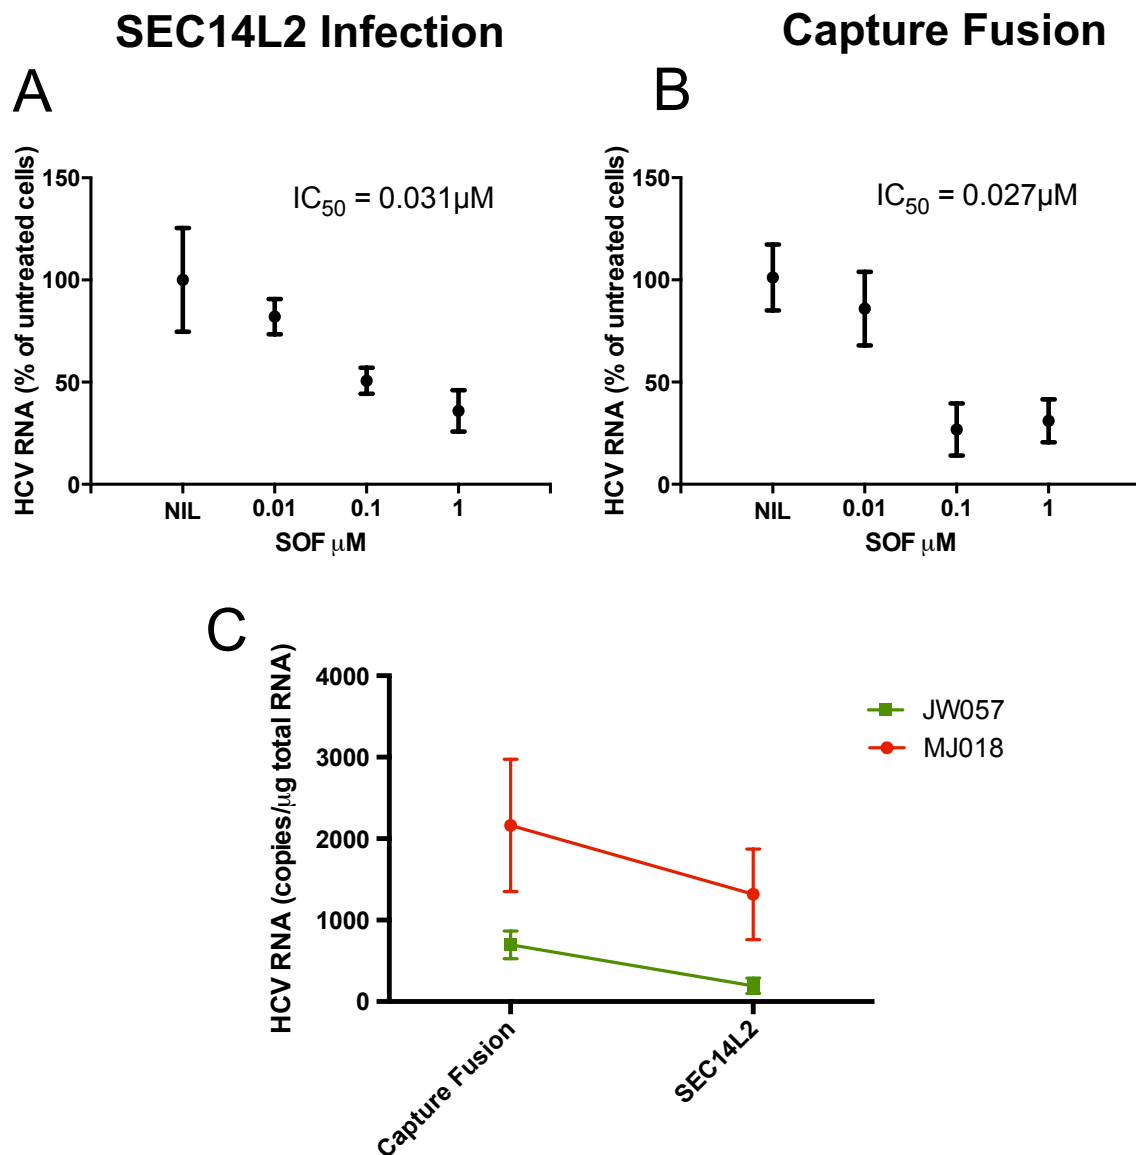 SEC14L2 Infection
Capture Fusion
A
B
HCV RNA (% of untreated cells)
150
100
50
0
IC50 = 0.031µM
NIL
0.01
0.1
1
SOF µM
HCV RNA (% of untreated cells)
150
100
50
0
IC50 = 0.027µM
NIL
0.01
0.1
1
SOF µM
C
HCV RNA (copies/µg total RNA)
4000
3000
2000
1000
0
Capture Fusion
SEC14L2
JW057
MJ018